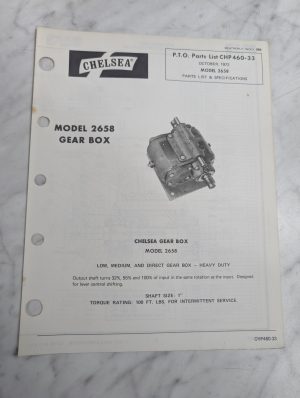 CHELSEA
P.T.O. Parts List CHP460-33
OCTOBER, 1973
MODEL 2658
PARTS LIST & SPECIFICATIONS
MODEL 2658
GEAR BOX
CHELSEA GEAR BOX
MODEL 2658
LOW, MEDIUM, AND DIRECT GEAR BOX – HEAVY DUTY
Output shaft turns 32%, 56% and 100% of input in the same rotation as the input. Designed
for lever control shifting.
SHAFT SIZE: 1"
TORQUE RATING: 100 FT. LBS. FOR INTERMITTENT SERVICE.
CHP460-33